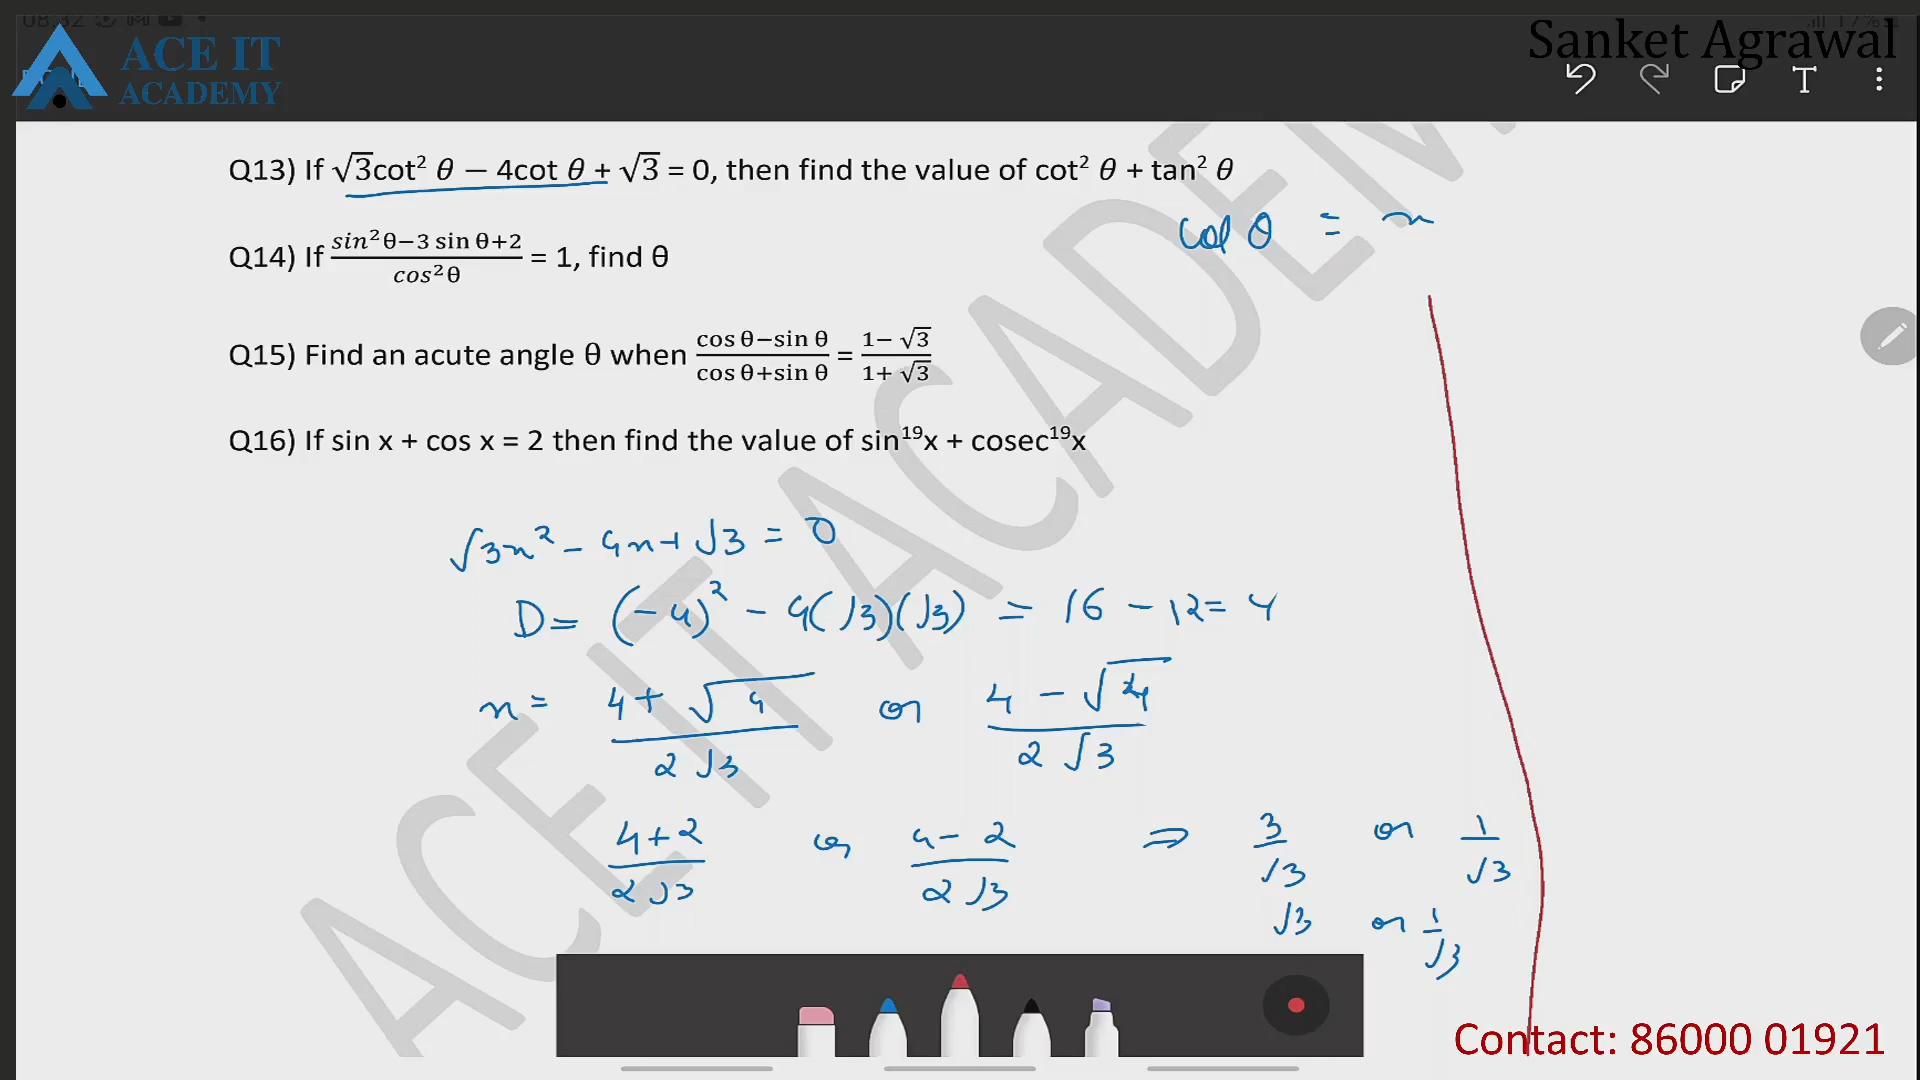 ACE IT
ACADEMY
Sanket Agrawal
Q13) If √3cot² θ − 4cot θ + √3 = 0, then find the value of cot² θ + tan² θ
cot θ = x
Q14) If (sin²θ−3 sin θ+2)/(cos²θ) = 1, find θ
Q15) Find an acute angle θ when (cos θ−sin θ)/(cos θ+sin θ) = (1− √3)/(1+ √3)
Q16) If sin x + cos x = 2 then find the value of sin¹⁹x + cosec¹⁹x
√3x² − 4x + √3 = 0
D = (−4)² − 4(√3)(√3) = 16 − 12 = 4
x = (4 + √4)/(2√3) or (4 − √4)/(2√3)
(4+2)/(2√3) or (4−2)/(2√3) ⇒ 3/√3 or 1/√3
√3 or 1/√3
ACE IT ACADEM
Contact: 86000 01921